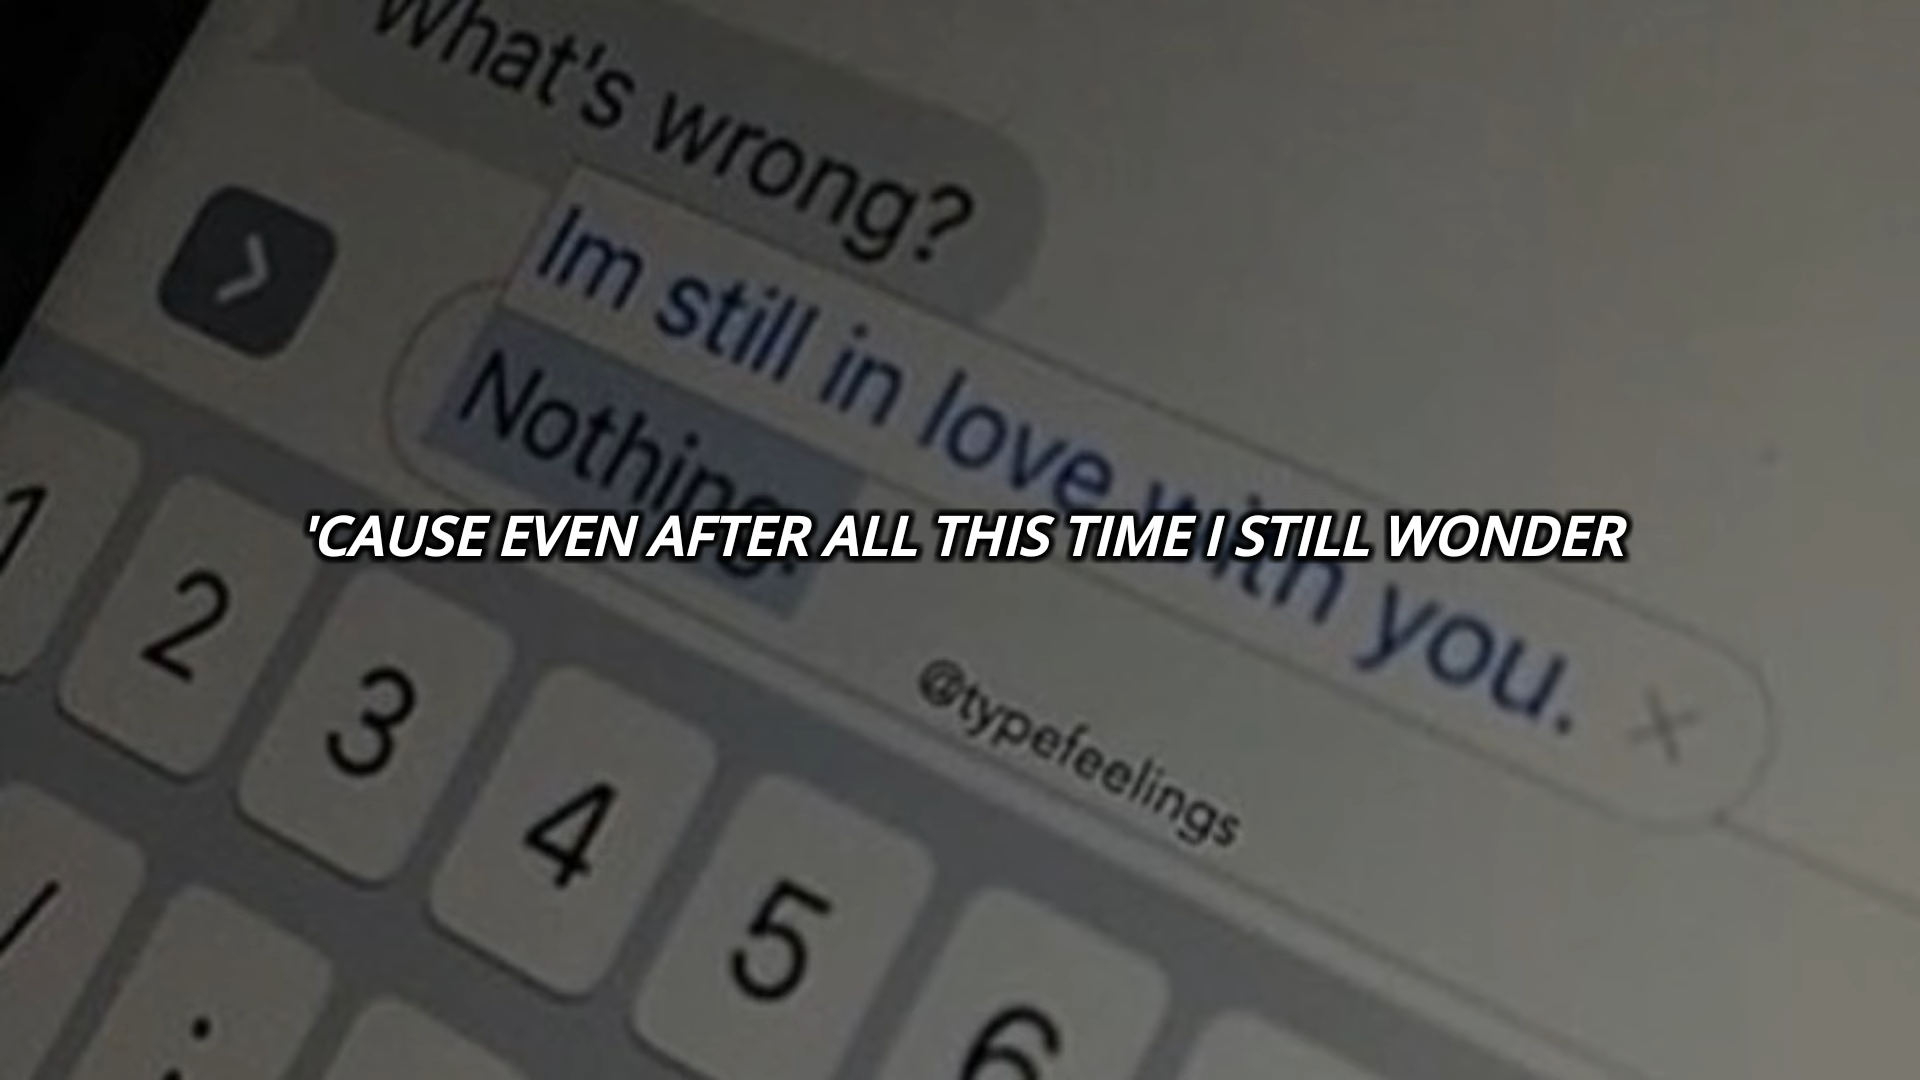 What's wrong?
Im still in love with you.
Nothing.
'CAUSE EVEN AFTER ALL THIS TIME I STILL WONDER
@typefeelings
1
2
3
4
5
6
/
: